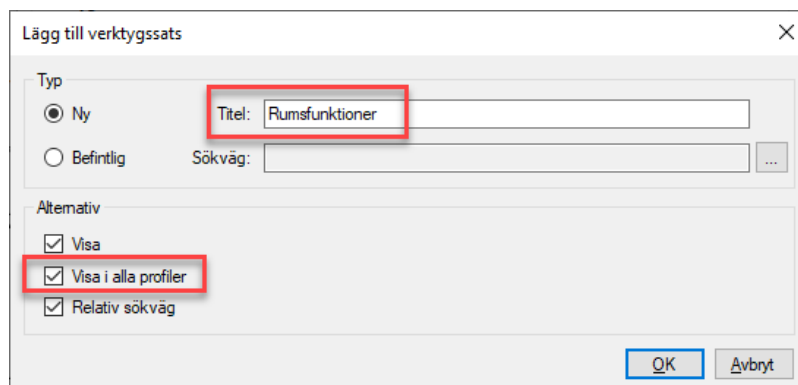 Lägg till verktygssats
Typ
Ny Titel: Rumsfunktioner
Befintlig Sökväg: ...
Alternativ
Visa
Visa i alla profiler
Relativ sökväg
OK Avbryt